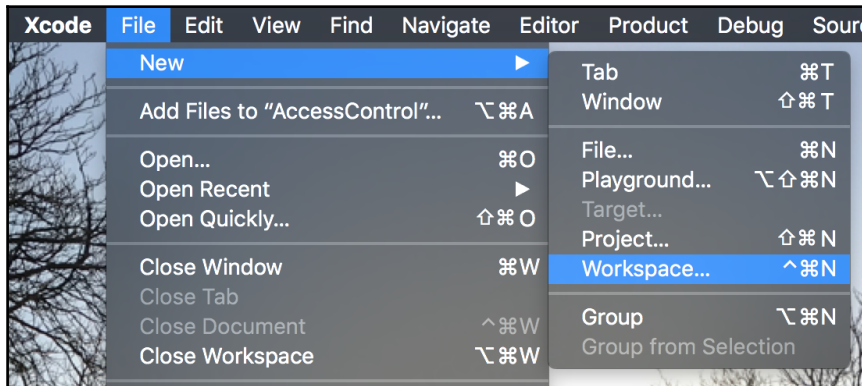 Xcode File Edit View Find Navigate Editor Product Debug Sour
New ▶
Add Files to “AccessControl”... ⌥⌘A
Open... ⌘O
Open Recent ▶
Open Quickly... ⇧⌘O
Close Window ⌘W
Close Tab
Close Document ^⌘W
Close Workspace ⌥⌘W
Tab ⌘T
Window ⇧⌘T
File... ⌘N
Playground... ⌥⇧⌘N
Target...
Project... ⇧⌘N
Workspace... ^⌘N
Group ⌥⌘N
Group from Selection